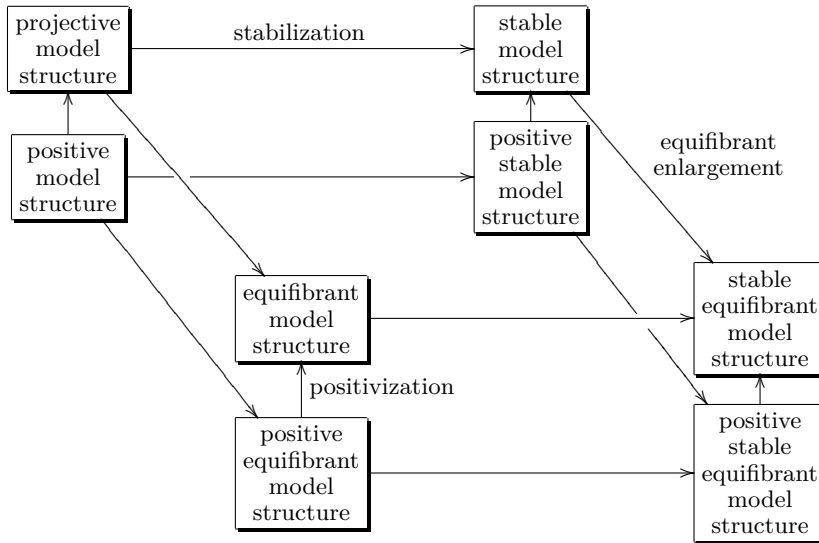 projective
model
structure
stabilization
stable
model
structure
positive
model
structure
positive
stable
model
structure
equifibrant
enlargement
equifibrant
model
structure
stable
equifibrant
model
structure
positivization
positive
equifibrant
model
structure
positive
stable
equifibrant
model
structure